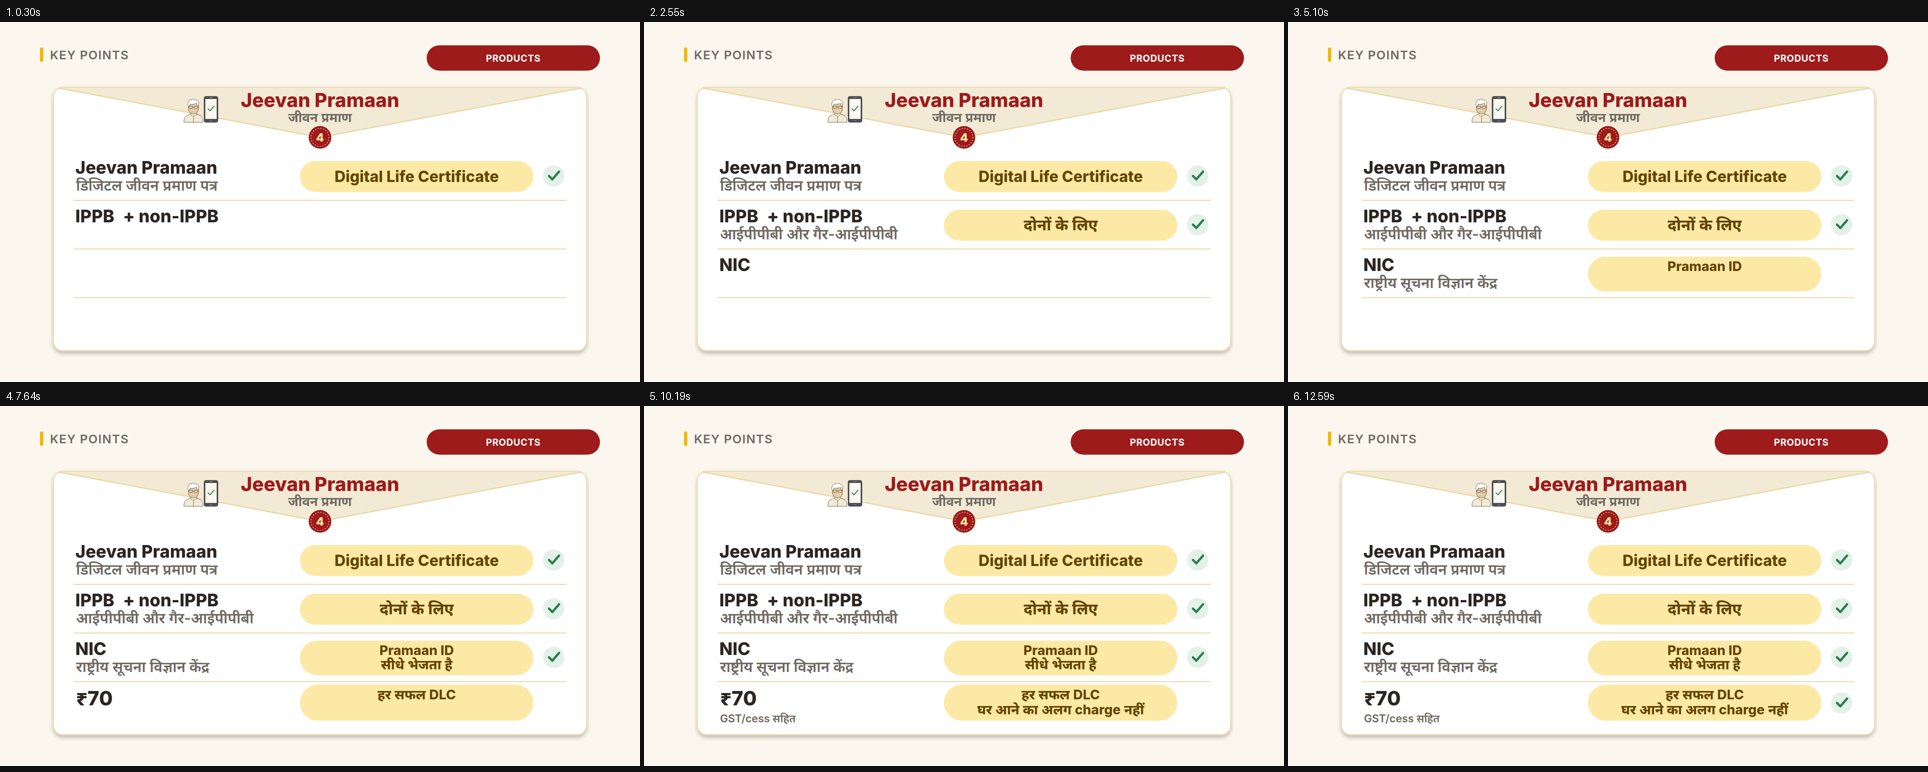 1. 0.30s
KEY POINTS
PRODUCTS
Jeevan Pramaan
जीवन प्रमाण
4
Jeevan Pramaan
डिजिटल जीवन प्रमाण पत्र
Digital Life Certificate
IPPB + non-IPPB
2. 2.55s
KEY POINTS
PRODUCTS
Jeevan Pramaan
जीवन प्रमाण
4
Jeevan Pramaan
डिजिटल जीवन प्रमाण पत्र
Digital Life Certificate
IPPB + non-IPPB
आईपीपीबी और गैर-आईपीपीबी
दोनों के लिए
NIC
3. 5.10s
KEY POINTS
PRODUCTS
Jeevan Pramaan
जीवन प्रमाण
4
Jeevan Pramaan
डिजिटल जीवन प्रमाण पत्र
Digital Life Certificate
IPPB + non-IPPB
आईपीपीबी और गैर-आईपीपीबी
दोनों के लिए
NIC
राष्ट्रीय सूचना विज्ञान केंद्र
Pramaan ID
4. 7.64s
KEY POINTS
PRODUCTS
Jeevan Pramaan
जीवन प्रमाण
4
Jeevan Pramaan
डिजिटल जीवन प्रमाण पत्र
Digital Life Certificate
IPPB + non-IPPB
आईपीपीबी और गैर-आईपीपीबी
दोनों के लिए
NIC
राष्ट्रीय सूचना विज्ञान केंद्र
Pramaan ID
सीधे भेजता है
₹70
हर सफल DLC
5. 10.19s
KEY POINTS
PRODUCTS
Jeevan Pramaan
जीवन प्रमाण
4
Jeevan Pramaan
डिजिटल जीवन प्रमाण पत्र
Digital Life Certificate
IPPB + non-IPPB
आईपीपीबी और गैर-आईपीपीबी
दोनों के लिए
NIC
राष्ट्रीय सूचना विज्ञान केंद्र
Pramaan ID
सीधे भेजता है
₹70
GST/cess सहित
हर सफल DLC
घर आने का अलग charge नहीं
6. 12.59s
KEY POINTS
PRODUCTS
Jeevan Pramaan
जीवन प्रमाण
4
Jeevan Pramaan
डिजिटल जीवन प्रमाण पत्र
Digital Life Certificate
IPPB + non-IPPB
आईपीपीबी और गैर-आईपीपीबी
दोनों के लिए
NIC
राष्ट्रीय सूचना विज्ञान केंद्र
Pramaan ID
सीधे भेजता है
₹70
GST/cess सहित
हर सफल DLC
घर आने का अलग charge नहीं